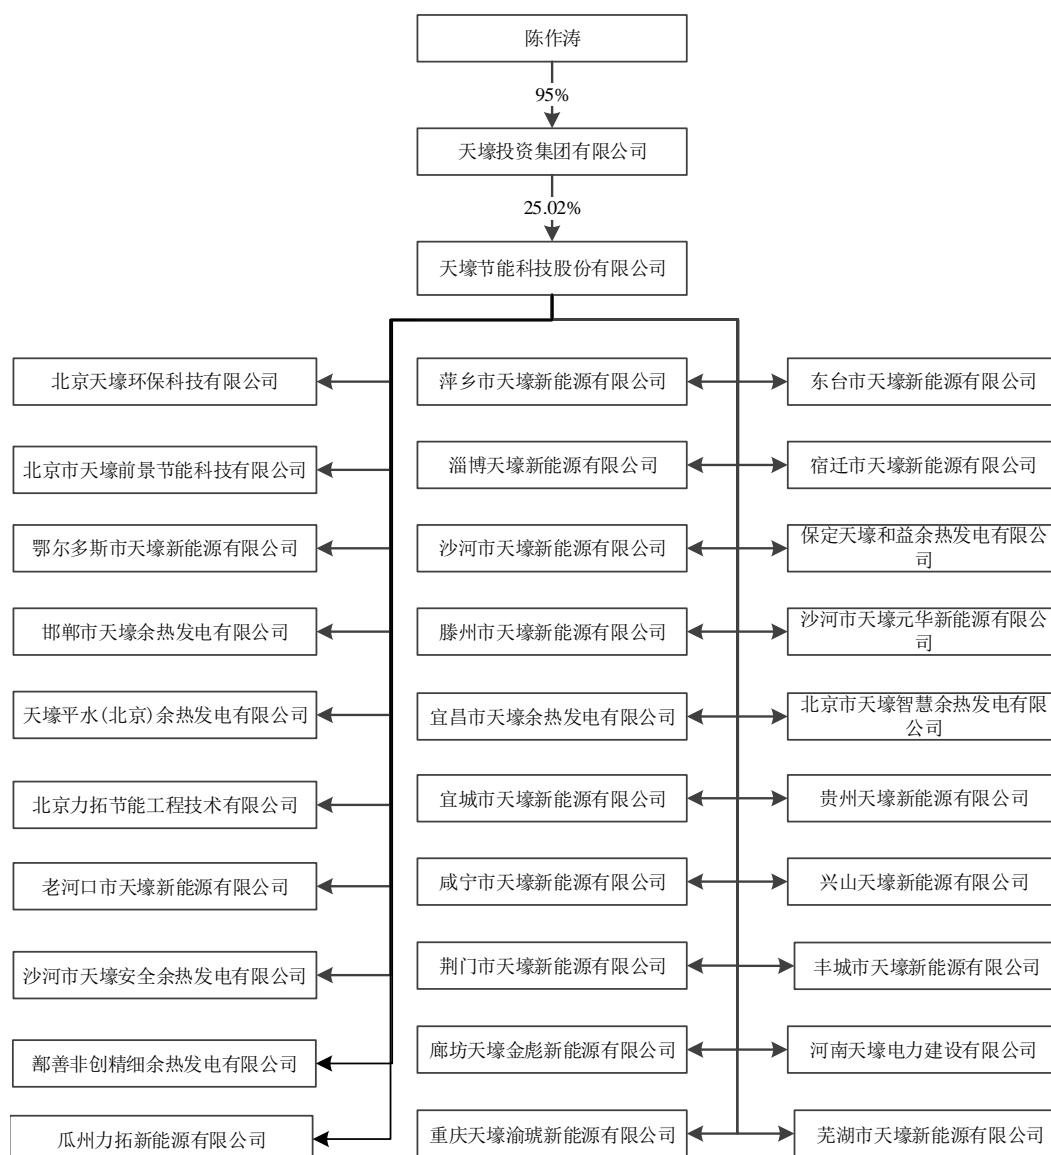 陈作涛
95%
天壕投资集团有限公司
25.02%
天壕节能科技股份有限公司
北京天壕环保科技有限公司
萍乡市天壕新能源有限公司
东台市天壕新能源有限公司
北京市天壕前景节能科技有限公司
淄博天壕新能源有限公司
宿迁市天壕新能源有限公司
鄂尔多斯市天壕新能源有限公司
沙河市天壕新能源有限公司
保定天壕和益余热发电有限公
司
邯郸市天壕余热发电有限公司
滕州市天壕新能源有限公司
沙河市天壕元华新能源有限公
司
天壕平水(北京)余热发电有限公司
宜昌市天壕余热发电有限公司
北京市天壕智慧余热发电有限
公司
北京力拓节能工程技术有限公司
宜城市天壕新能源有限公司
贵州天壕新能源有限公司
老河口市天壕新能源有限公司
咸宁市天壕新能源有限公司
兴山天壕新能源有限公司
沙河市天壕安全余热发电有限公司
荆门市天壕新能源有限公司
丰城市天壕新能源有限公司
鄯善非创精细余热发电有限公司
廊坊天壕金彪新能源有限公司
河南天壕电力建设有限公司
瓜州力拓新能源有限公司
重庆天壕渝琥新能源有限公司
芜湖市天壕新能源有限公司